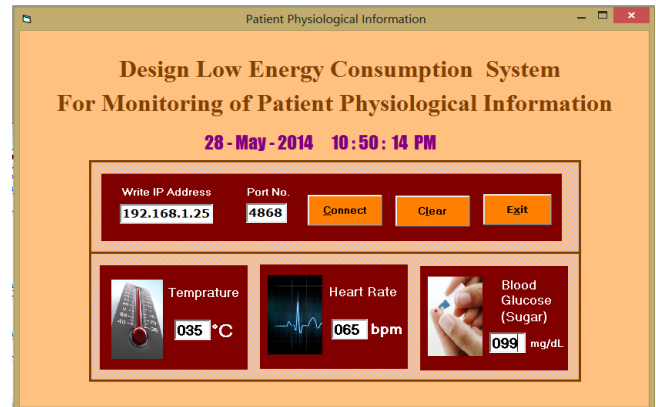 Patient Physiological Information
Design Low Energy Consumption System
For Monitoring of Patient Physiological Information
28 - May - 2014 10 : 50 : 14 PM
Write IP Address
Port No.
192.168.1.25
4868
Connect
Clear
Exit
Temprature
035 °C
Heart Rate
065 bpm
Blood
Glucose
(Sugar)
099 mg/dL